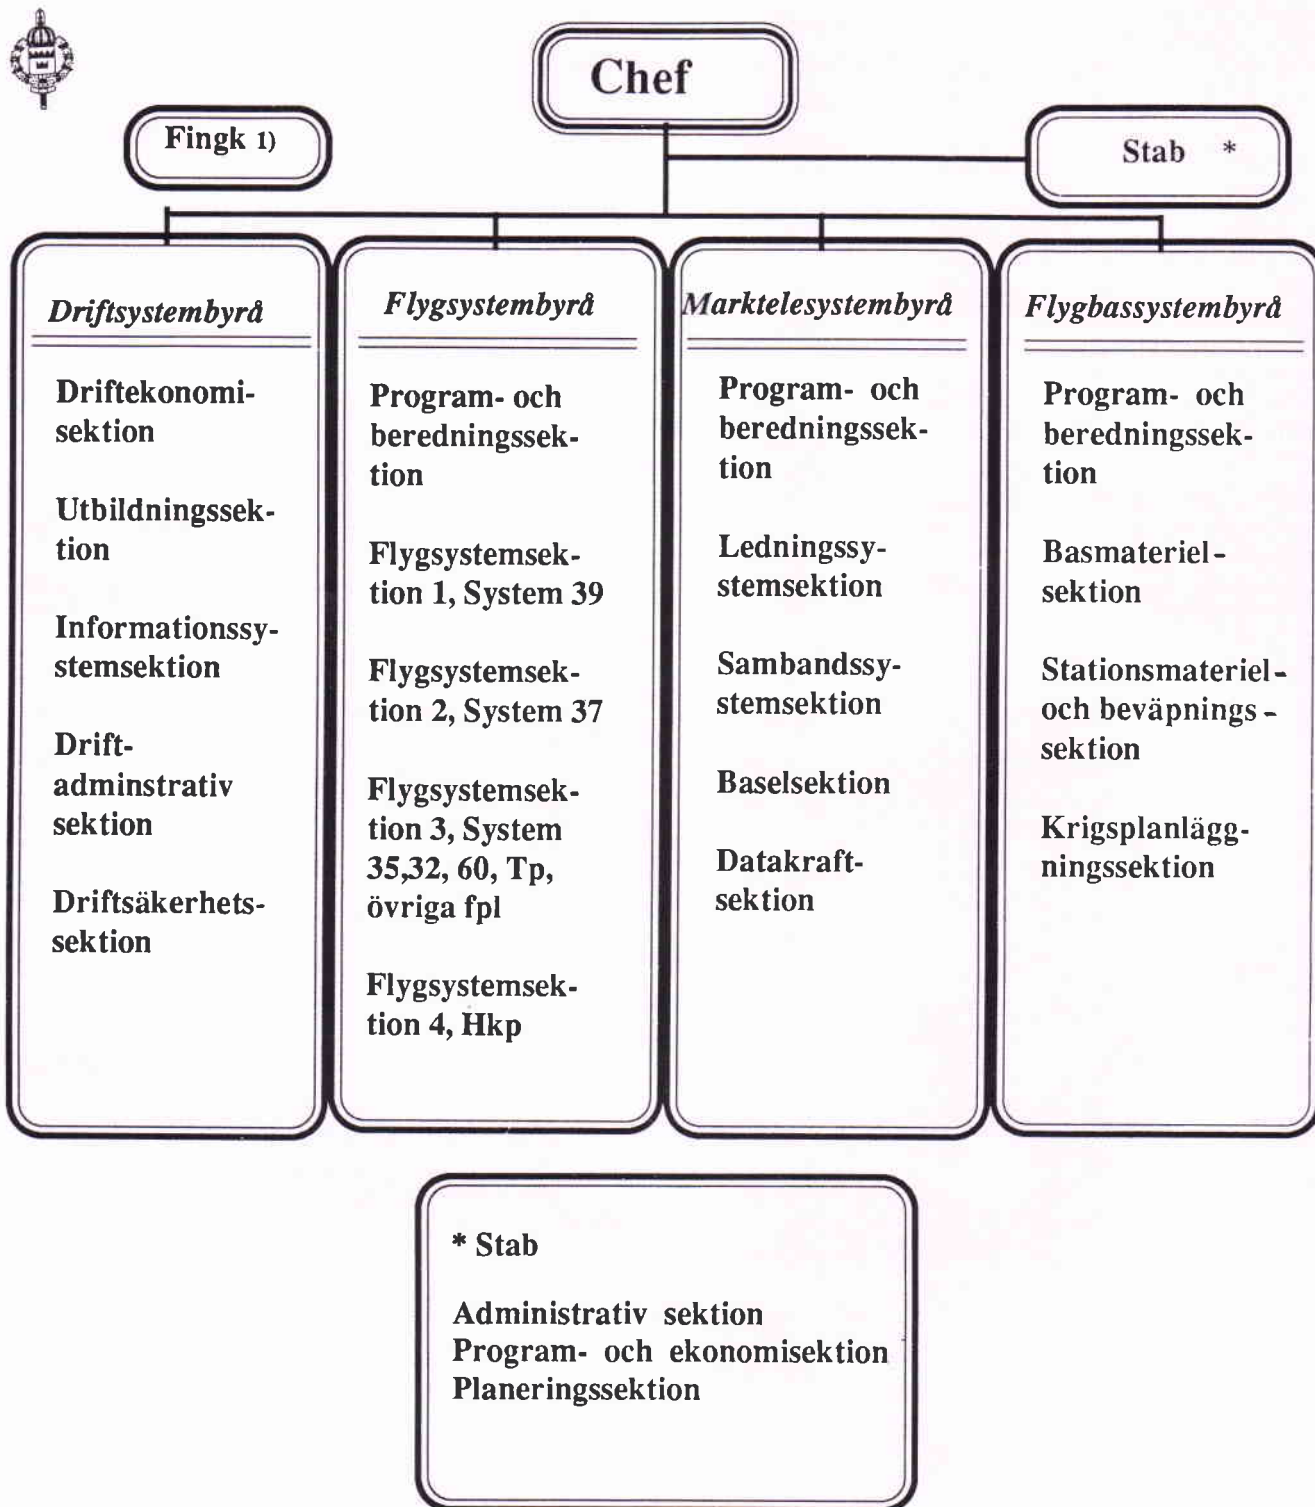 Chef
Fingk 1)
Stab *
Driftsystembyrå
Driftekonomi-
sektion
Utbildningssek-
tion
Informationssy-
stemsektion
Drift-
adminstrativ
sektion
Driftsäkerhets-
sektion
Flygsystembyrå
Program- och
beredningssek-
tion
Flygsystemsek-
tion 1, System 39
Flygsystemsek-
tion 2, System 37
Flygsystemsek-
tion 3, System
35,32, 60, Tp,
övriga fpl
Flygsystemsek-
tion 4, Hkp
Marktelesystembyrå
Program- och
beredningssek-
tion
Ledningssy-
stemsektion
Sambandssy-
stemsektion
Baselsektion
Datakraft-
sektion
Flygbassystembyrå
Program- och
beredningssek-
tion
Basmateriel-
sektion
Stationsmateriel-
och beväpnings-
sektion
Krigsplanlägg-
ningssektion
* Stab
Administrativ sektion
Program- och ekonomisektion
Planeringssektion